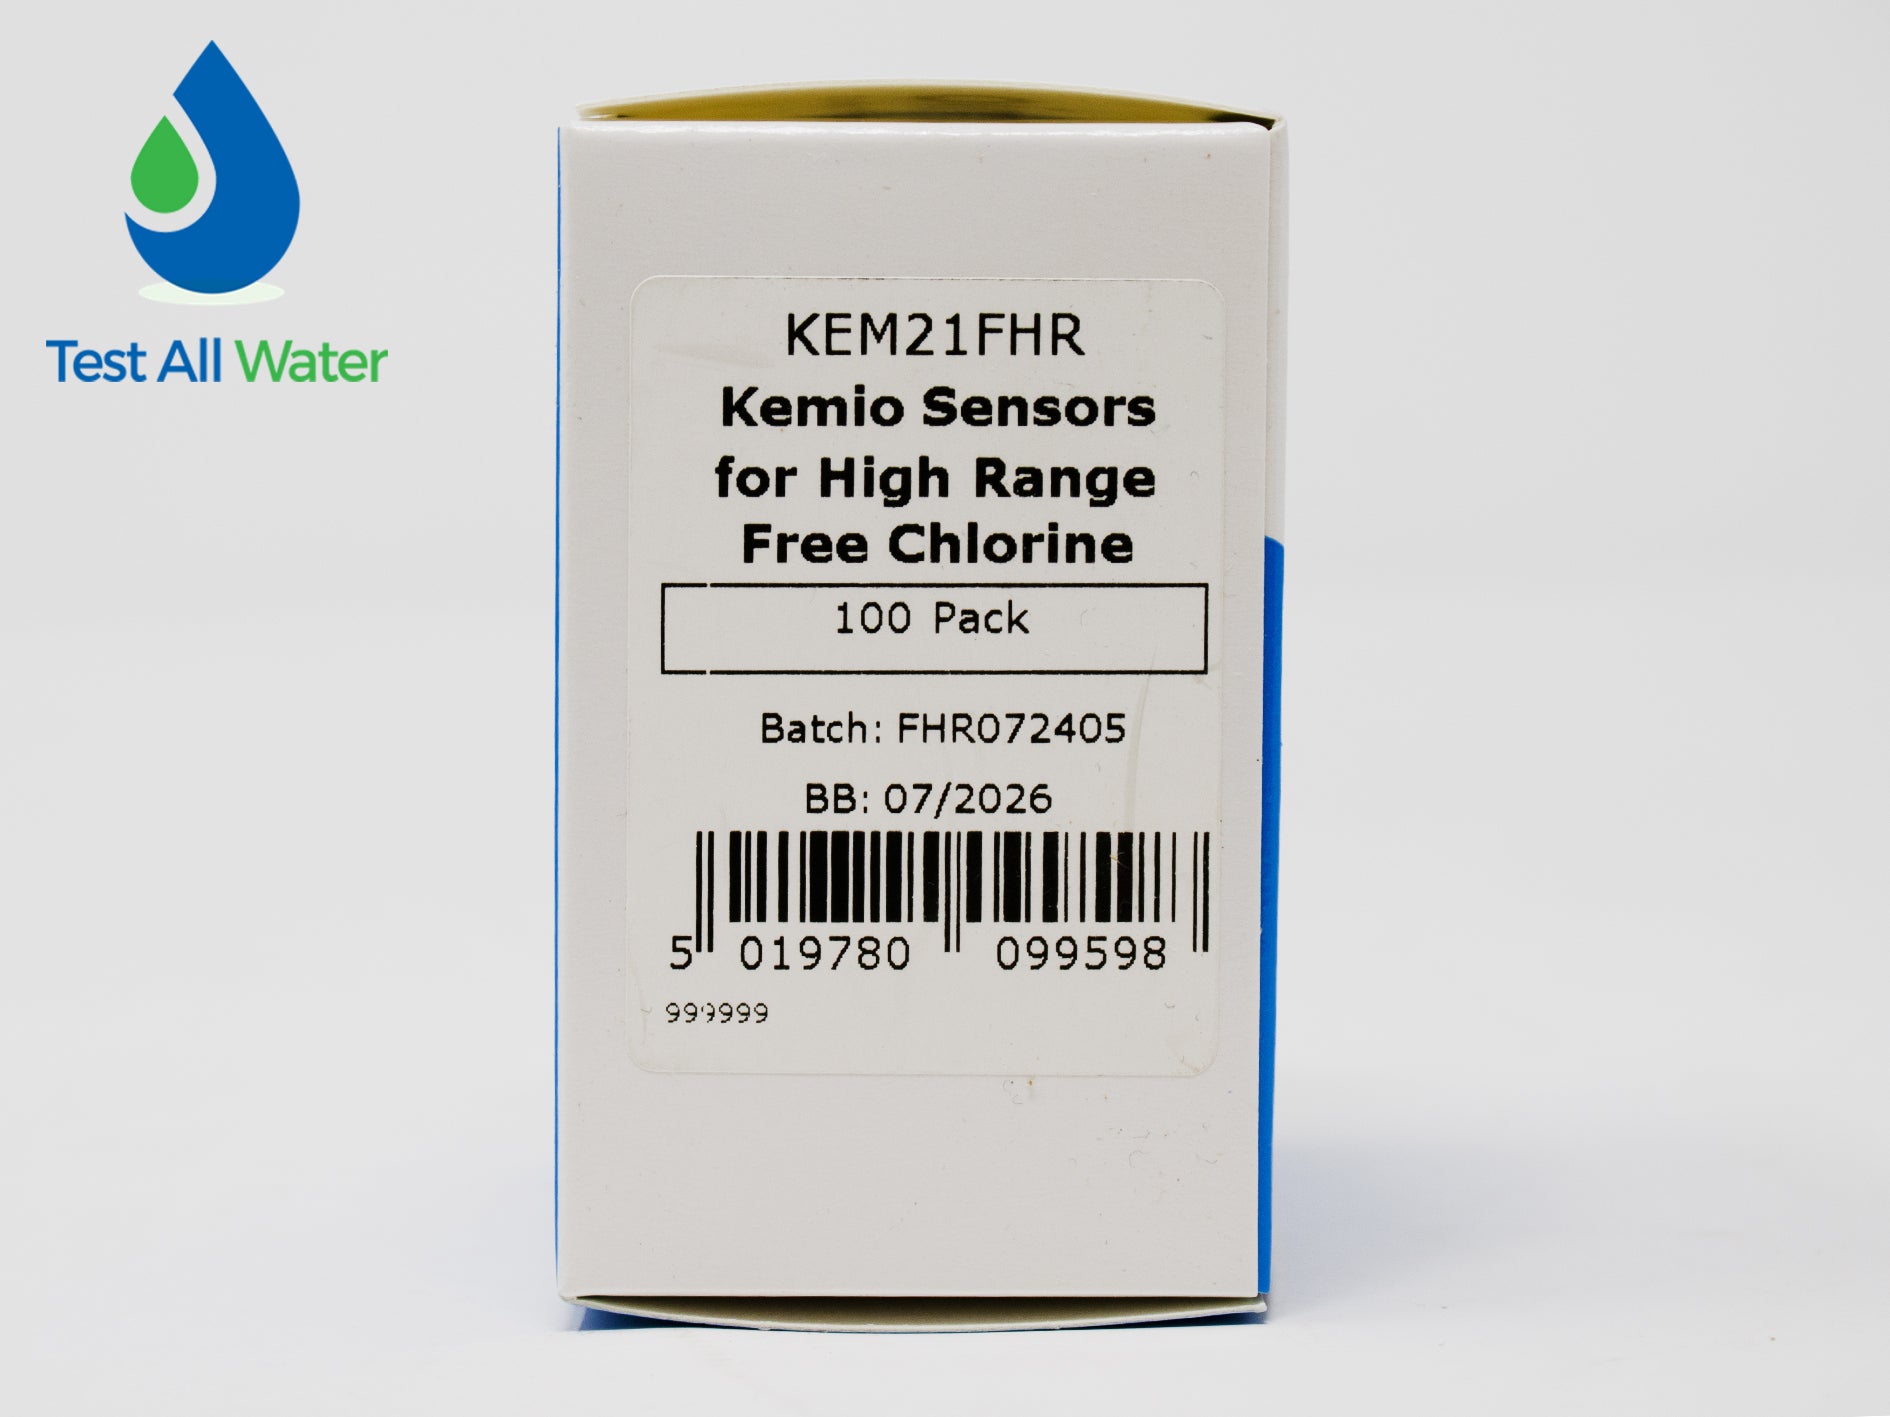 Test All Water
KEM21FHR
Kemio Sensors
for High Range
Free Chlorine
100 Pack
Batch: FHR072405
BB: 07/2026
5 019780 099598
999999